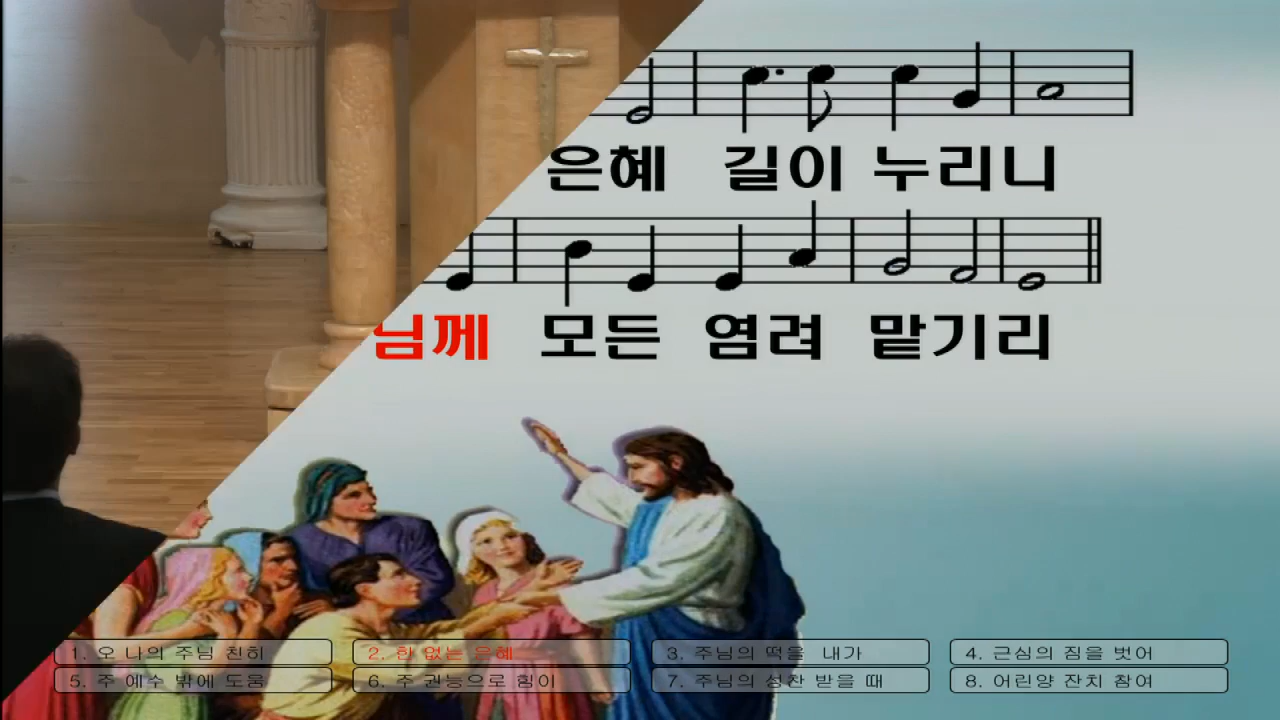 은혜 길이 누리니
님께 모든 염려 맡기리
1. 오 나의 주님 친히
2. 한 없는 은혜
3. 주님의 떡을 내가
4. 근심의 짐을 벗어
5. 주 예수 밖에 도움
6. 주 권능으로 힘이
7. 주님의 성찬 받을 때
8. 어린양 잔치 참여